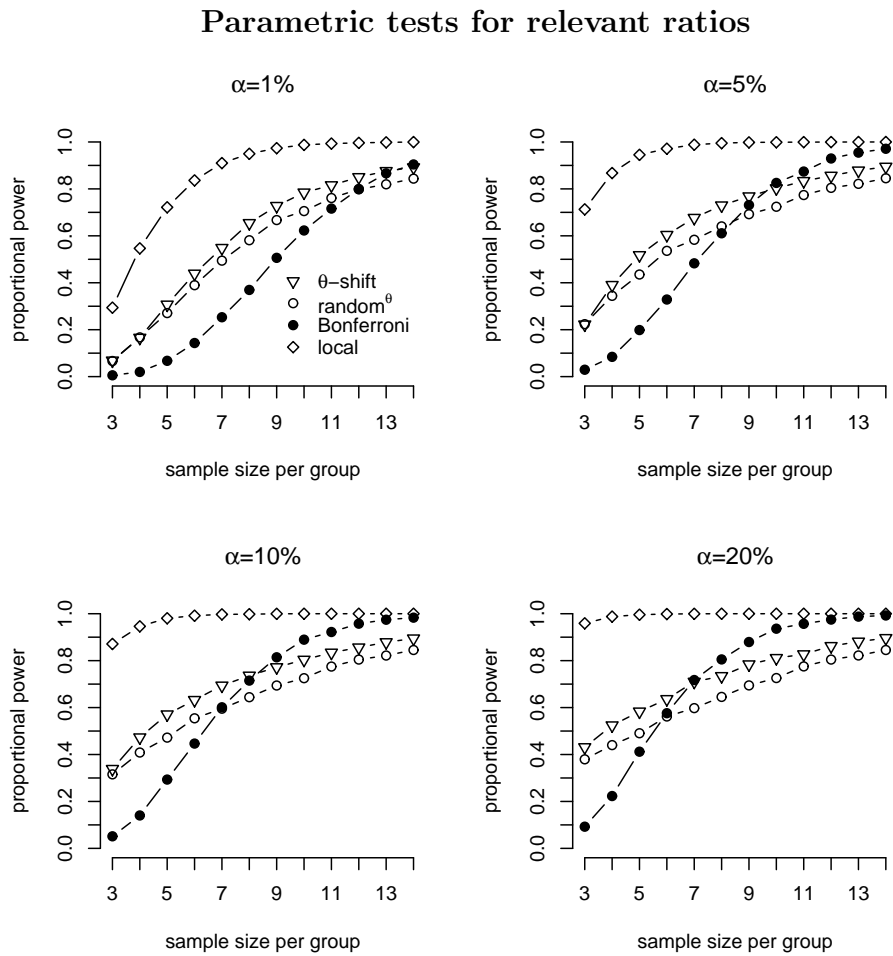 Parametric tests for relevant ratios
α=1%
proportional power
0.0 0.2 0.4 0.6 0.8 1.0
3 5 7 9 11 13
sample size per group
θ−shift
random^θ
Bonferroni
local
α=5%
proportional power
0.0 0.2 0.4 0.6 0.8 1.0
3 5 7 9 11 13
sample size per group
α=10%
proportional power
0.0 0.2 0.4 0.6 0.8 1.0
3 5 7 9 11 13
sample size per group
α=20%
proportional power
0.0 0.2 0.4 0.6 0.8 1.0
3 5 7 9 11 13
sample size per group